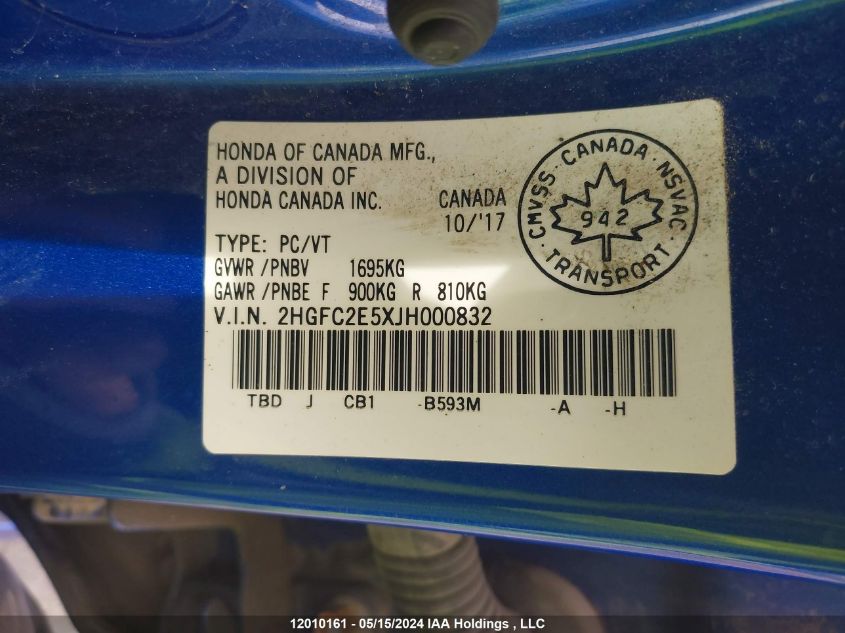 HONDA OF CANADA MFG.,
A DIVISION OF
HONDA CANADA INC. CANADA
10/'17
CMVSS · CANADA · NSVAC
942
· TRANSPORT ·
TYPE: PC/VT
GVWR /PNBV 1695KG
GAWR /PNBE F 900KG R 810KG
V.I.N. 2HGFC2E5XJH000832
TBD J CB1 -B593M -A -H
12010161 - 05/15/2024 IAA Holdings , LLC